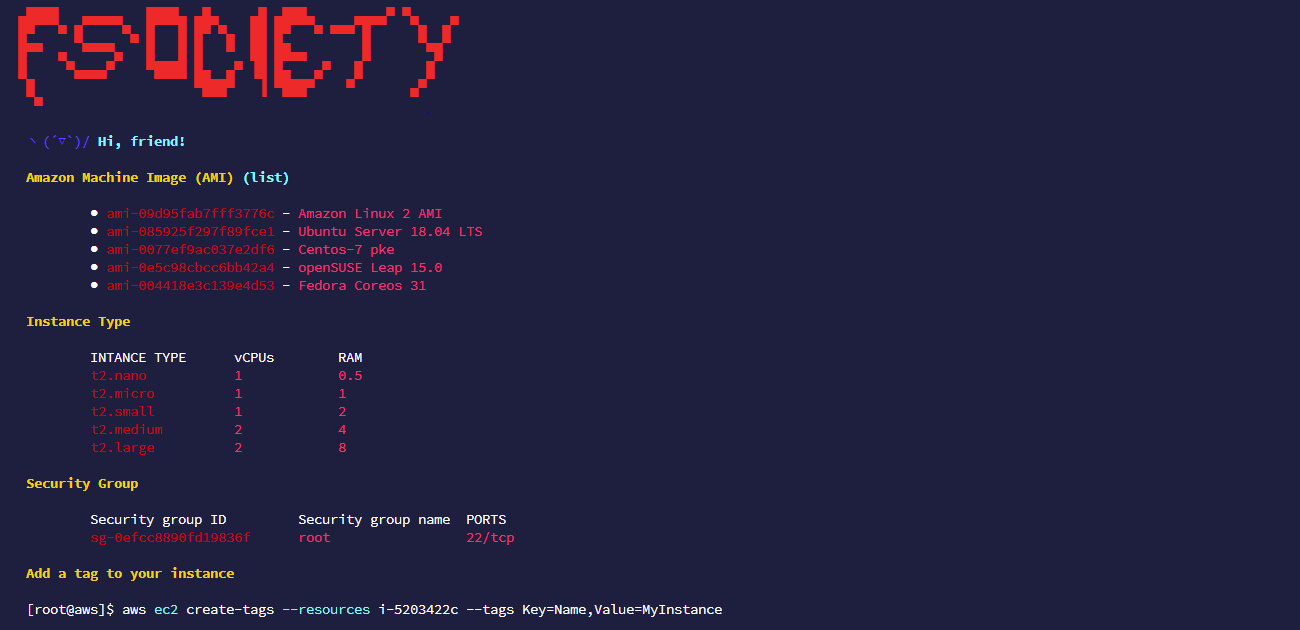 FSOCIETY
ヽ(´▽`)/ Hi, friend!
Amazon Machine Image (AMI) (list)
● ami-09d95fab7fff3776c - Amazon Linux 2 AMI
● ami-085925f297f89fce1 - Ubuntu Server 18.04 LTS
● ami-0077ef9ac037e2df6 - Centos-7 pke
● ami-0e5c98cbcc6bb42a4 - openSUSE Leap 15.0
● ami-004418e3c139e4d53 - Fedora Coreos 31
Instance Type
INTANCE TYPE vCPUs RAM
t2.nano 1 0.5
t2.micro 1 1
t2.small 1 2
t2.medium 2 4
t2.large 2 8
Security Group
Security group ID Security group name PORTS
sg-0efcc8890fd19836f root 22/tcp
Add a tag to your instance
[root@aws]$ aws ec2 create-tags --resources i-5203422c --tags Key=Name,Value=MyInstance